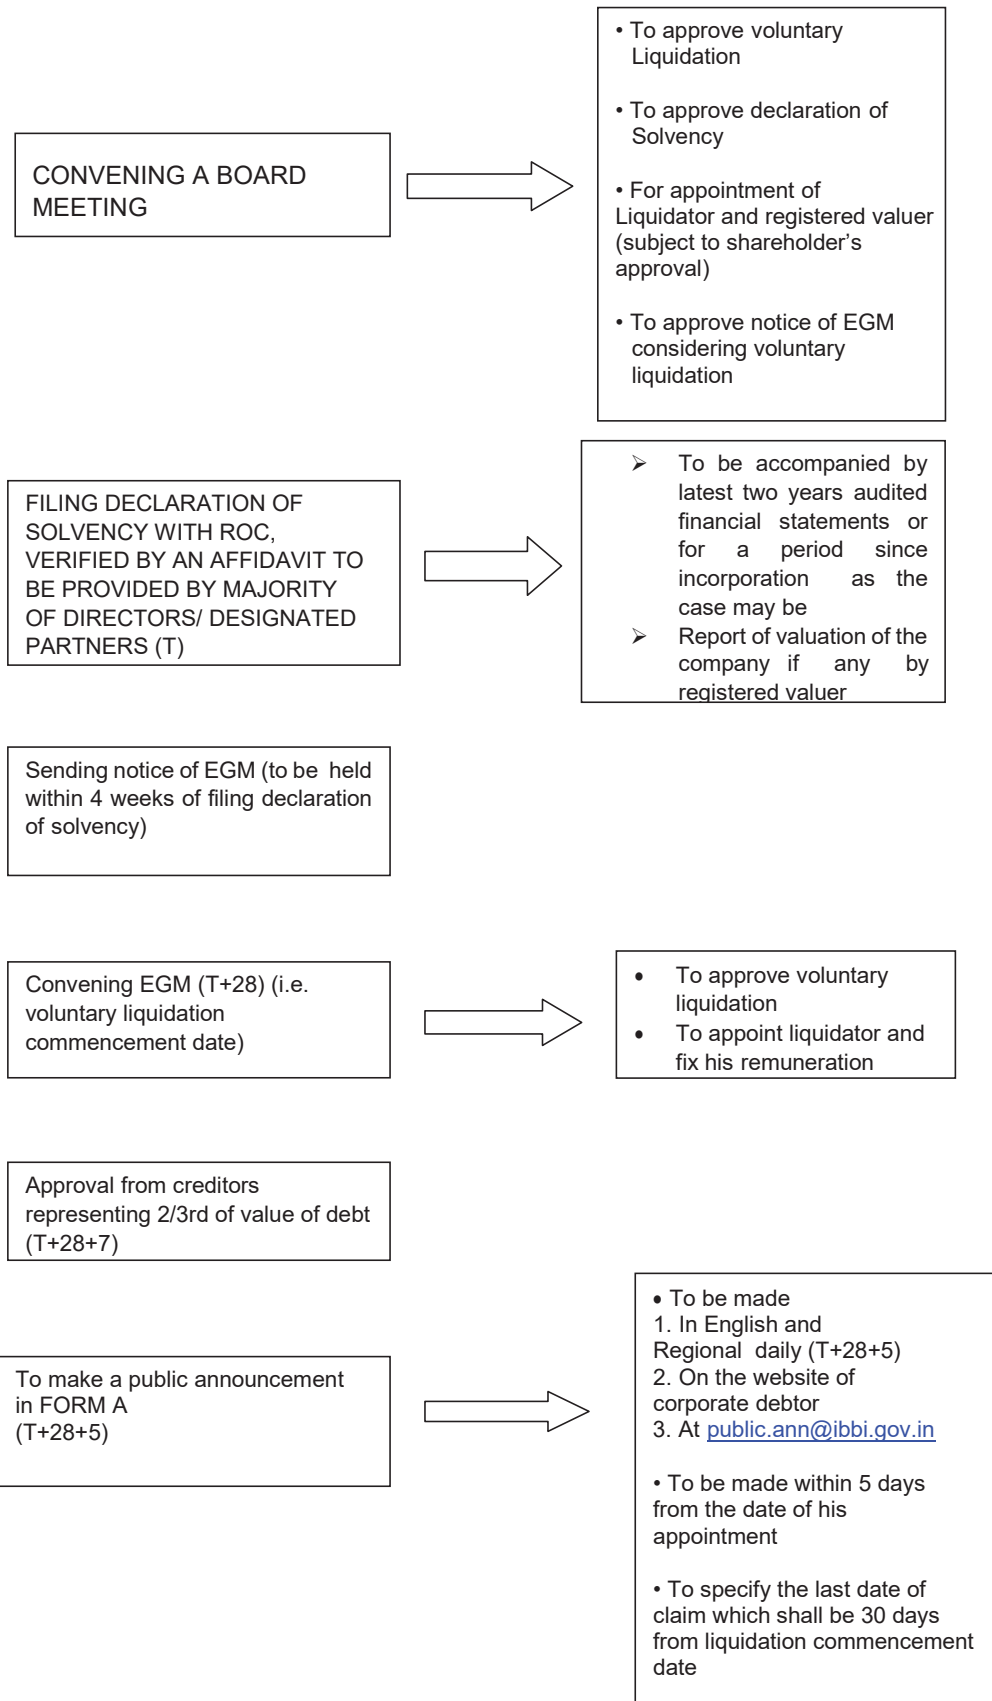 CONVENING A BOARD
MEETING
• To approve voluntary
Liquidation
• To approve declaration of
Solvency
• For appointment of
Liquidator and registered valuer
(subject to shareholder’s
approval)
• To approve notice of EGM
considering voluntary
liquidation
FILING DECLARATION OF
SOLVENCY WITH ROC,
VERIFIED BY AN AFFIDAVIT TO
BE PROVIDED BY MAJORITY
OF DIRECTORS/ DESIGNATED
PARTNERS (T)
➢ To be accompanied by
latest two years audited
financial statements or
for a period since
incorporation as the
case may be
➢ Report of valuation of the
company if any by
registered valuer
Sending notice of EGM (to be held
within 4 weeks of filing declaration
of solvency)
Convening EGM (T+28) (i.e.
voluntary liquidation
commencement date)
• To approve voluntary
liquidation
• To appoint liquidator and
fix his remuneration
Approval from creditors
representing 2/3rd of value of debt
(T+28+7)
To make a public announcement
in FORM A
(T+28+5)
• To be made
1. In English and
Regional daily (T+28+5)
2. On the website of
corporate debtor
3. At public.ann@ibbi.gov.in
• To be made within 5 days
from the date of his
appointment
• To specify the last date of
claim which shall be 30 days
from liquidation commencement
date